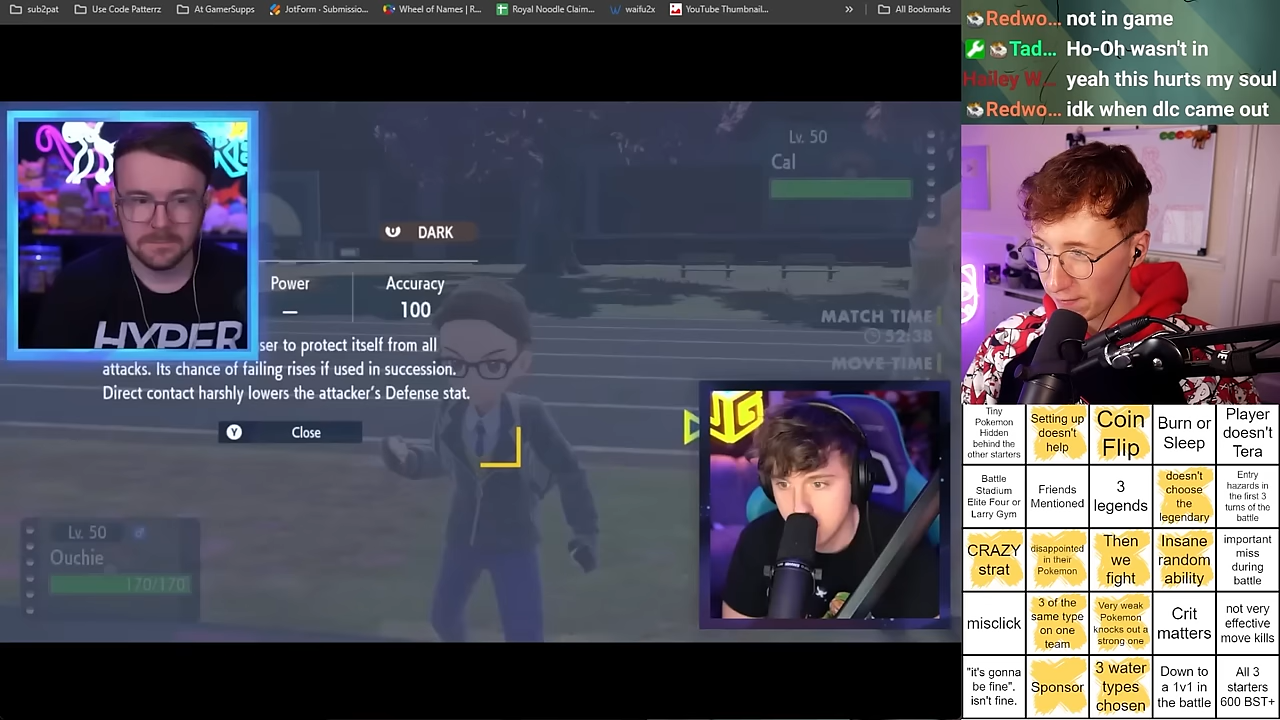 sub2pat
Use Code Patterrz
At GamerSupps
JotForm - Submissio...
Wheel of Names | R...
Royal Noodle Claim...
waifu2x
YouTube Thumbnail...
»
All Bookmarks
Redwo... not in game
Tad... Ho-Oh wasn't in
Hailey W... yeah this hurts my soul
Redwo... idk when dlc came out
Lv. 50
Cal
DARK
Power
Accuracy
—
100
ser to protect itself from all
attacks. Its chance of failing rises if used in succession.
Direct contact harshly lowers the attacker's Defense stat.
Y Close
MATCH TIME
52:38
MOVE TIME
HYPER
Lv. 50
Ouchie
170/170
Tiny
Pokemon
Hidden
behind the
other starters
Setting up
doesn't
help
Coin
Flip
Burn or
Sleep
Player
doesn't
Tera
Battle
Stadium
Elite Four or
Larry Gym
Friends
Mentioned
3
legends
doesn't
choose
the
legendary
Entry
hazards in
the first 3
turns of the
battle
CRAZY
strat
disappointed
in their
Pokemon
Then
we
fight
Insane
random
ability
important
miss
during
battle
misclick
3 of the
same type
on one
team
Very weak
Pokemon
knocks out a
strong one
Crit
matters
not very
effective
move kills
"it's gonna
be fine".
isn't fine.
Sponsor
3 water
types
chosen
Down to
a 1v1 in
the battle
All 3
starters
600 BST+